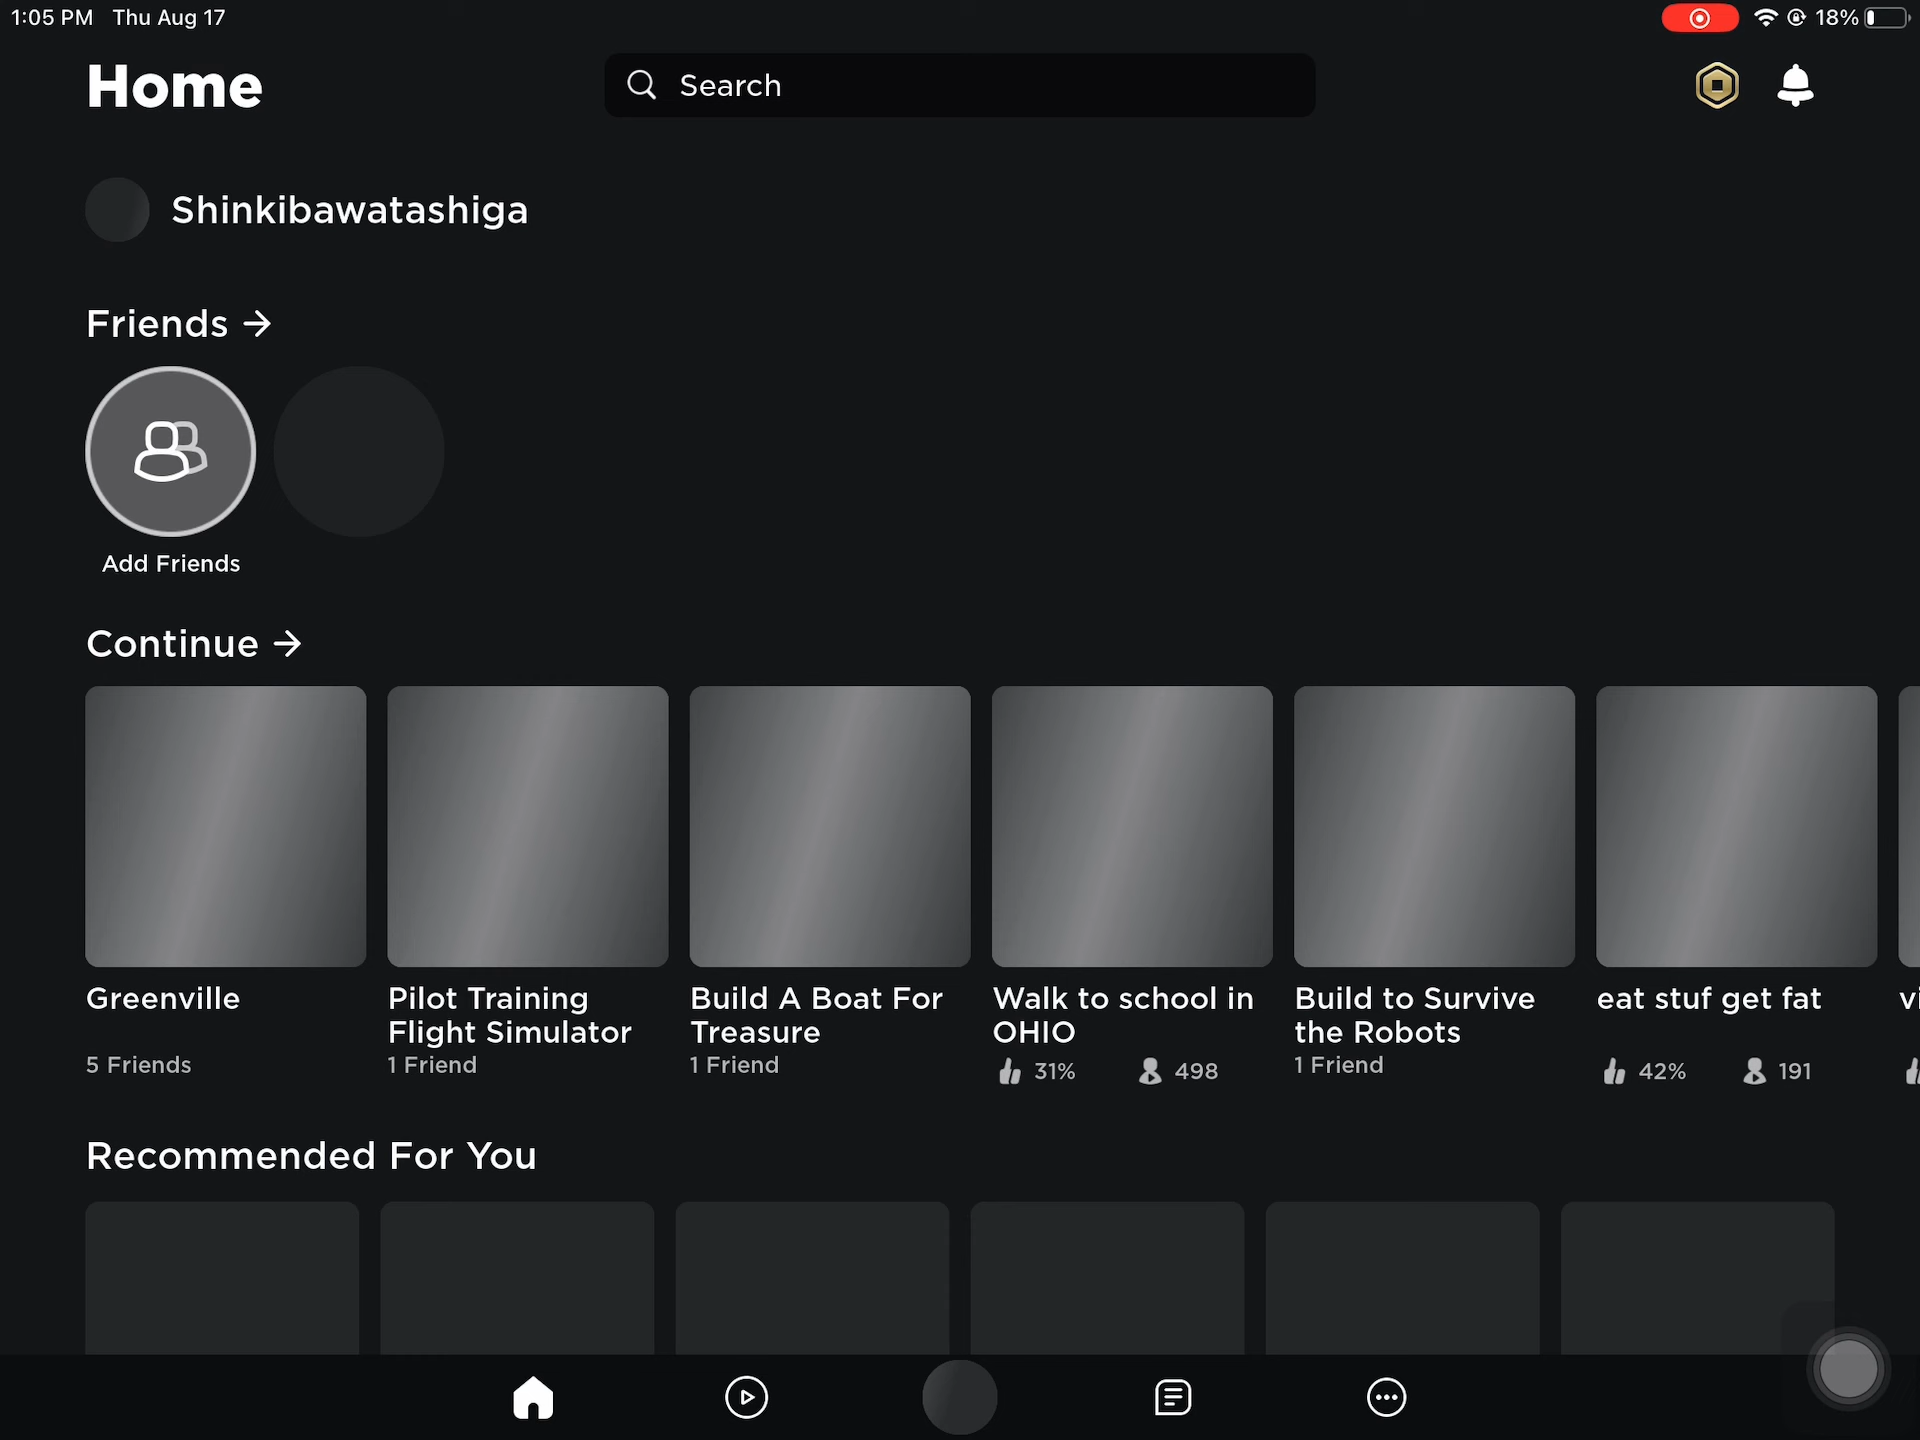 1:05 PM Thu Aug 17
18%
Home
Search
Shinkibawatashiga
Friends →
Add Friends
Continue →
Greenville
5 Friends
Pilot Training
Flight Simulator
1 Friend
Build A Boat For
Treasure
1 Friend
Walk to school in
OHIO
31% 498
Build to Survive
the Robots
1 Friend
eat stuf get fat
42% 191
Recommended For You